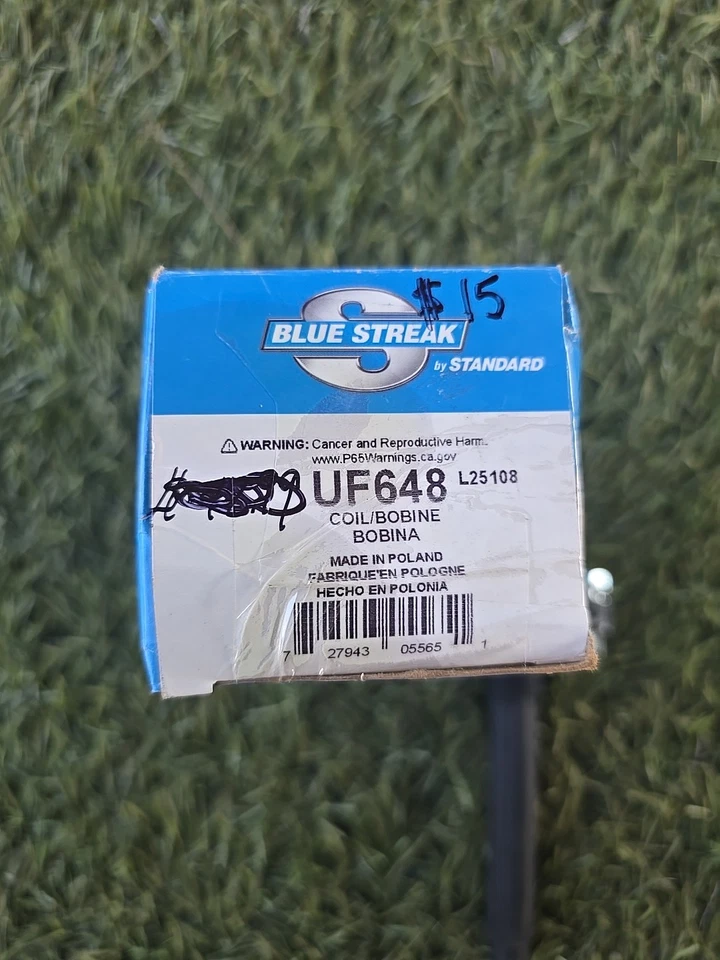 $15
BLUE STREAK
by STANDARD
WARNING: Cancer and Reproductive Harm.
www.P65Warnings.ca.gov
UF648 L25108
COIL/BOBINE
BOBINA
MADE IN POLAND
FABRIQUE'EN POLOGNE
HECHO EN POLONIA
7 27943 05565 1